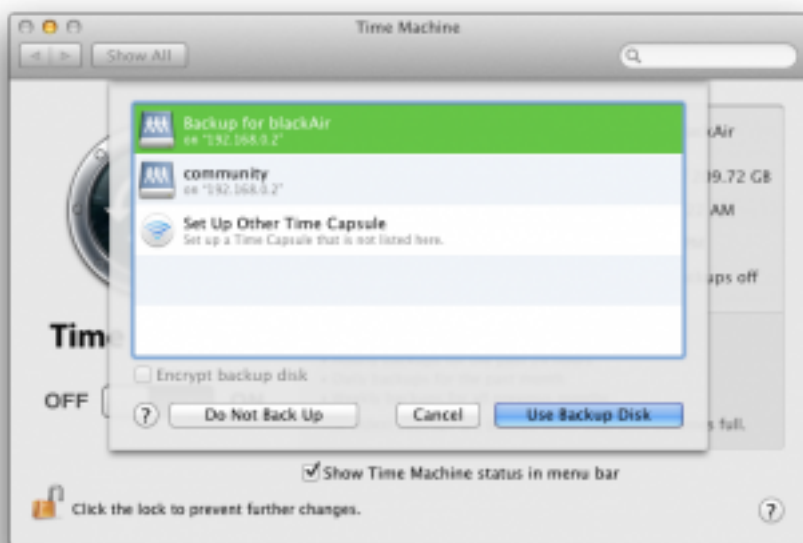 Time Machine
Show All
Backup for blackAir
on "192.168.0.2"
community
on "192.168.0.2"
Set Up Other Time Capsule
Set up a Time Capsule that is not listed here.
kAir
9.72 GB
AM
ups off
Time
Encrypt backup disk
OFF
? Do Not Back Up Cancel Use Backup Disk
s full.
Show Time Machine status in menu bar
Click the lock to prevent further changes. ?